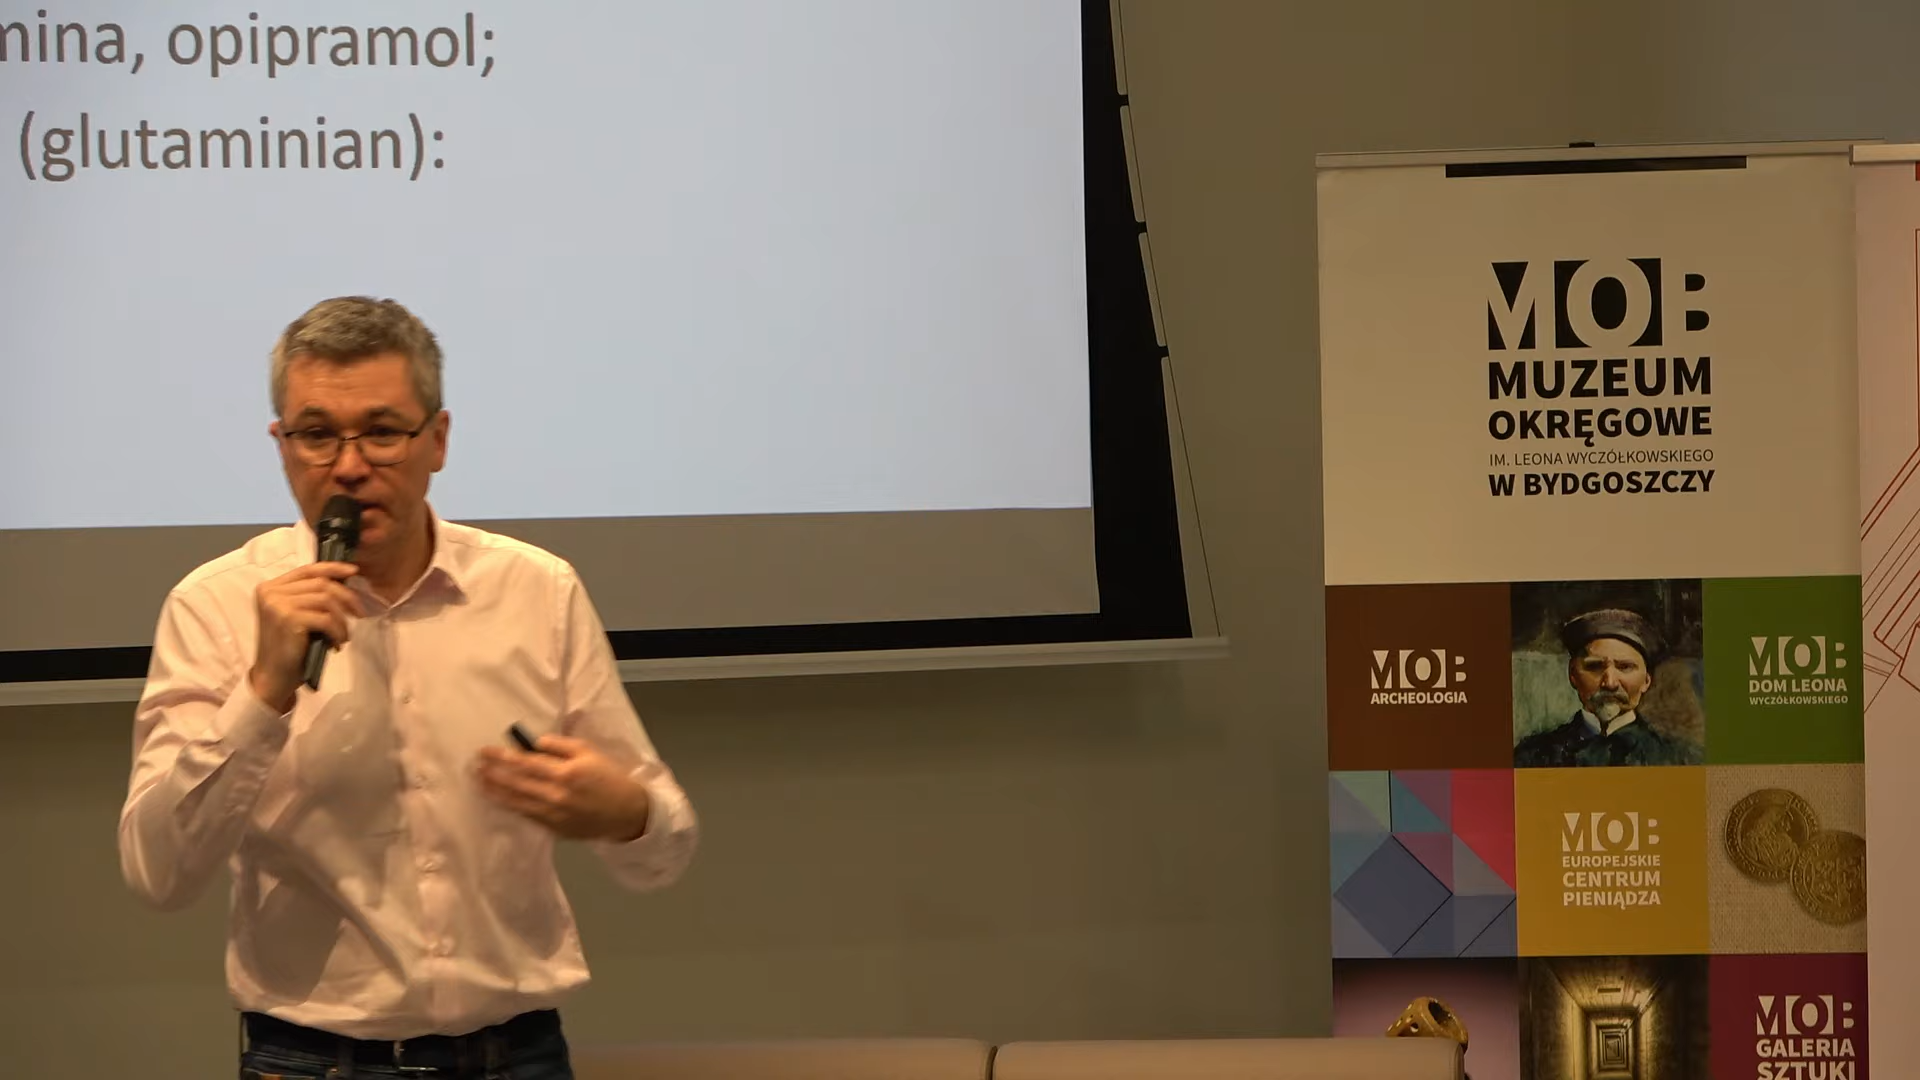 opipramol;
(glutaminian):
MOB
MUZEUM
OKRĘGOWE
IM. LEONA WYCZÓŁKOWSKIEGO
W BYDGOSZCZY
MOB
ARCHEOLOGIA
MOB
DOM LEONA
WYCZÓŁKOWSKIEGO
MOB
EUROPEJSKIE
CENTRUM
PIENIĄDZA
MOB
GALERIA
SZTUKI